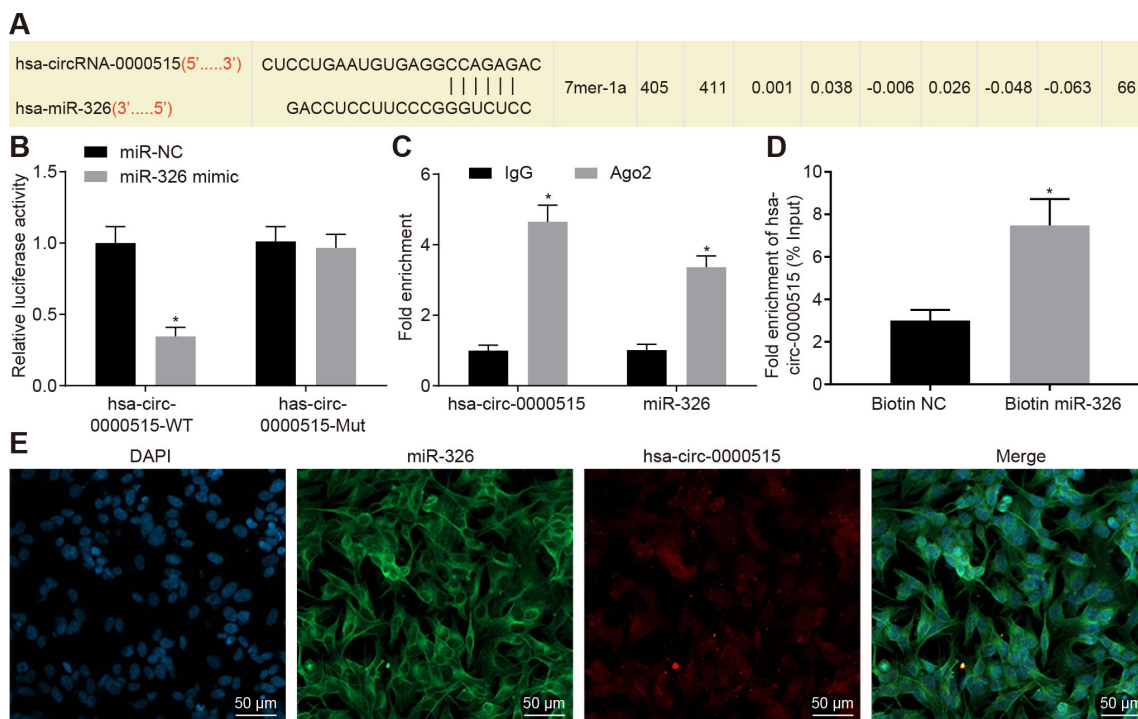 A
hsa-circRNA-0000515(5'.....3') CUCCUGAAUGUGAGGCCAGAGAC
hsa-miR-326(3'.....5') GACCUCCUUCCCGGGUCUCC
7mer-1a 405 411 0.001 0.038 -0.006 0.026 -0.048 -0.063 66
B
miR-NC
miR-326 mimic
Relative luciferase activity
1.5
1.0
0.5
0.0
*
hsa-circ-
0000515-WT
has-circ-
0000515-Mut
C
IgG
Ago2
Fold enrichment
6
4
2
0
*
*
hsa-circ-0000515
miR-326
D
Fold enrichment of hsa-
circ-0000515 (% Input)
10
8
6
4
2
0
*
Biotin NC
Biotin miR-326
E
DAPI
miR-326
hsa-circ-0000515
Merge
50 µm
50 µm
50 µm
50 µm